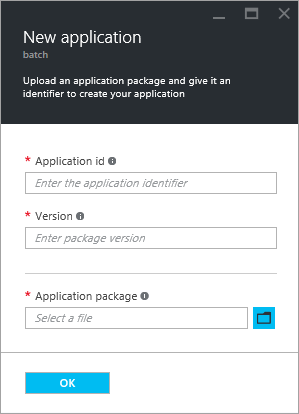 New application
batch
Upload an application package and give it an
identifier to create your application
* Application id
Enter the application identifier
* Version
Enter package version
* Application package
Select a file
OK